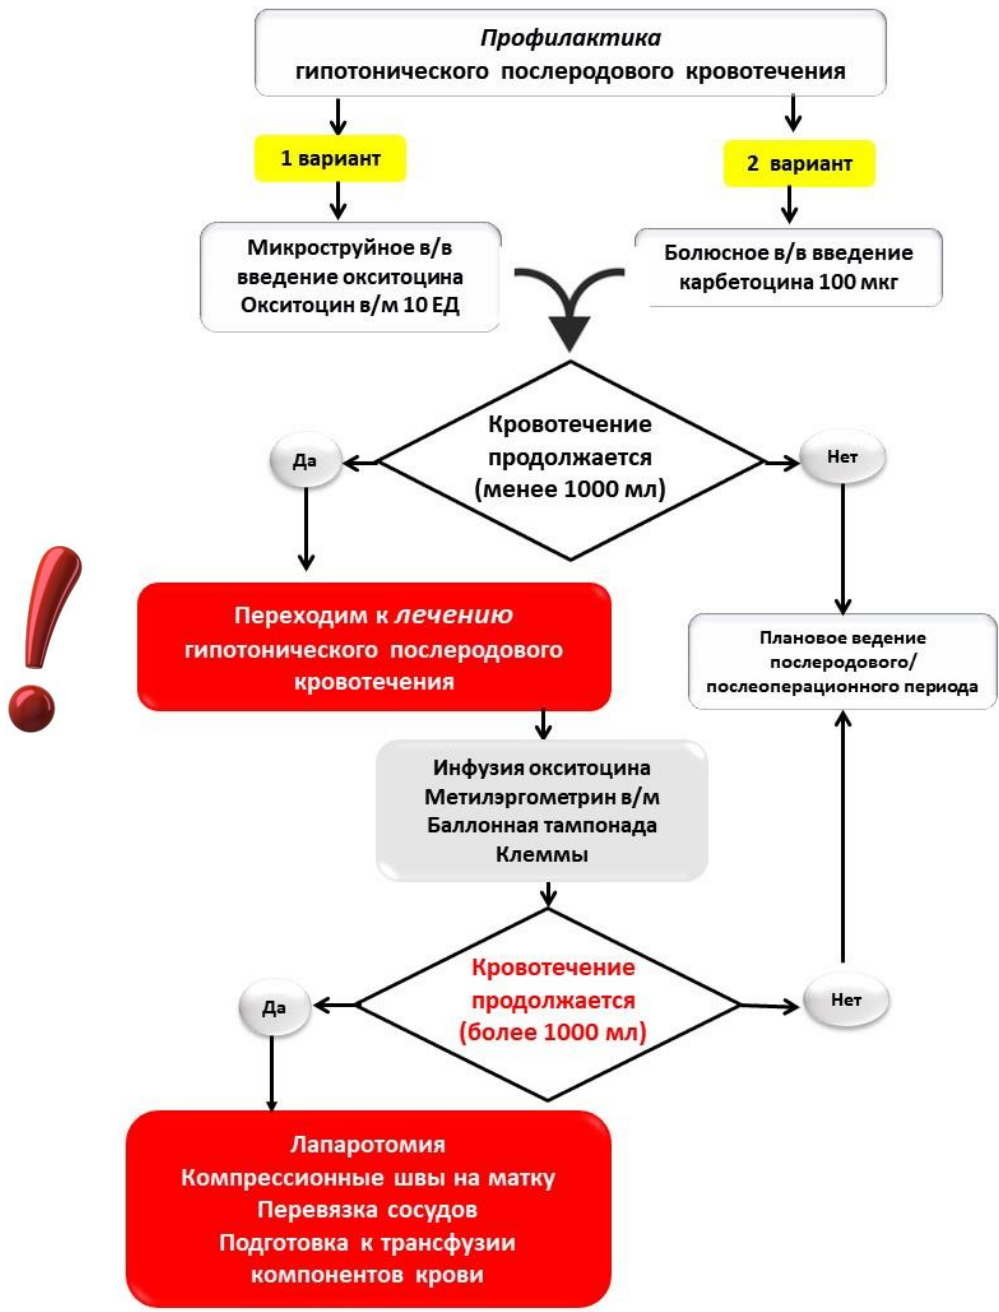 Профилактика
гипотонического послеродового кровотечения
1 вариант
2 вариант
Микроструйное в/в
введение окситоцина
Окситоцин в/м 10 ЕД
Болюсное в/в введение
карбетоцина 100 мкг
Кровотечение
продолжается
(менее 1000 мл)
Да
Нет
Переходим к лечению
гипотонического послеродового
кровотечения
Плановое ведение
послеродового/
послеоперационного периода
Инфузия окситоцина
Метилэргометрин в/м
Баллонная тампонада
Клеммы
Кровотечение
продолжается
(более 1000 мл)
Да
Нет
Лапаротомия
Компрессионные швы на матку
Перевязка сосудов
Подготовка к трансфузии
компонентов крови